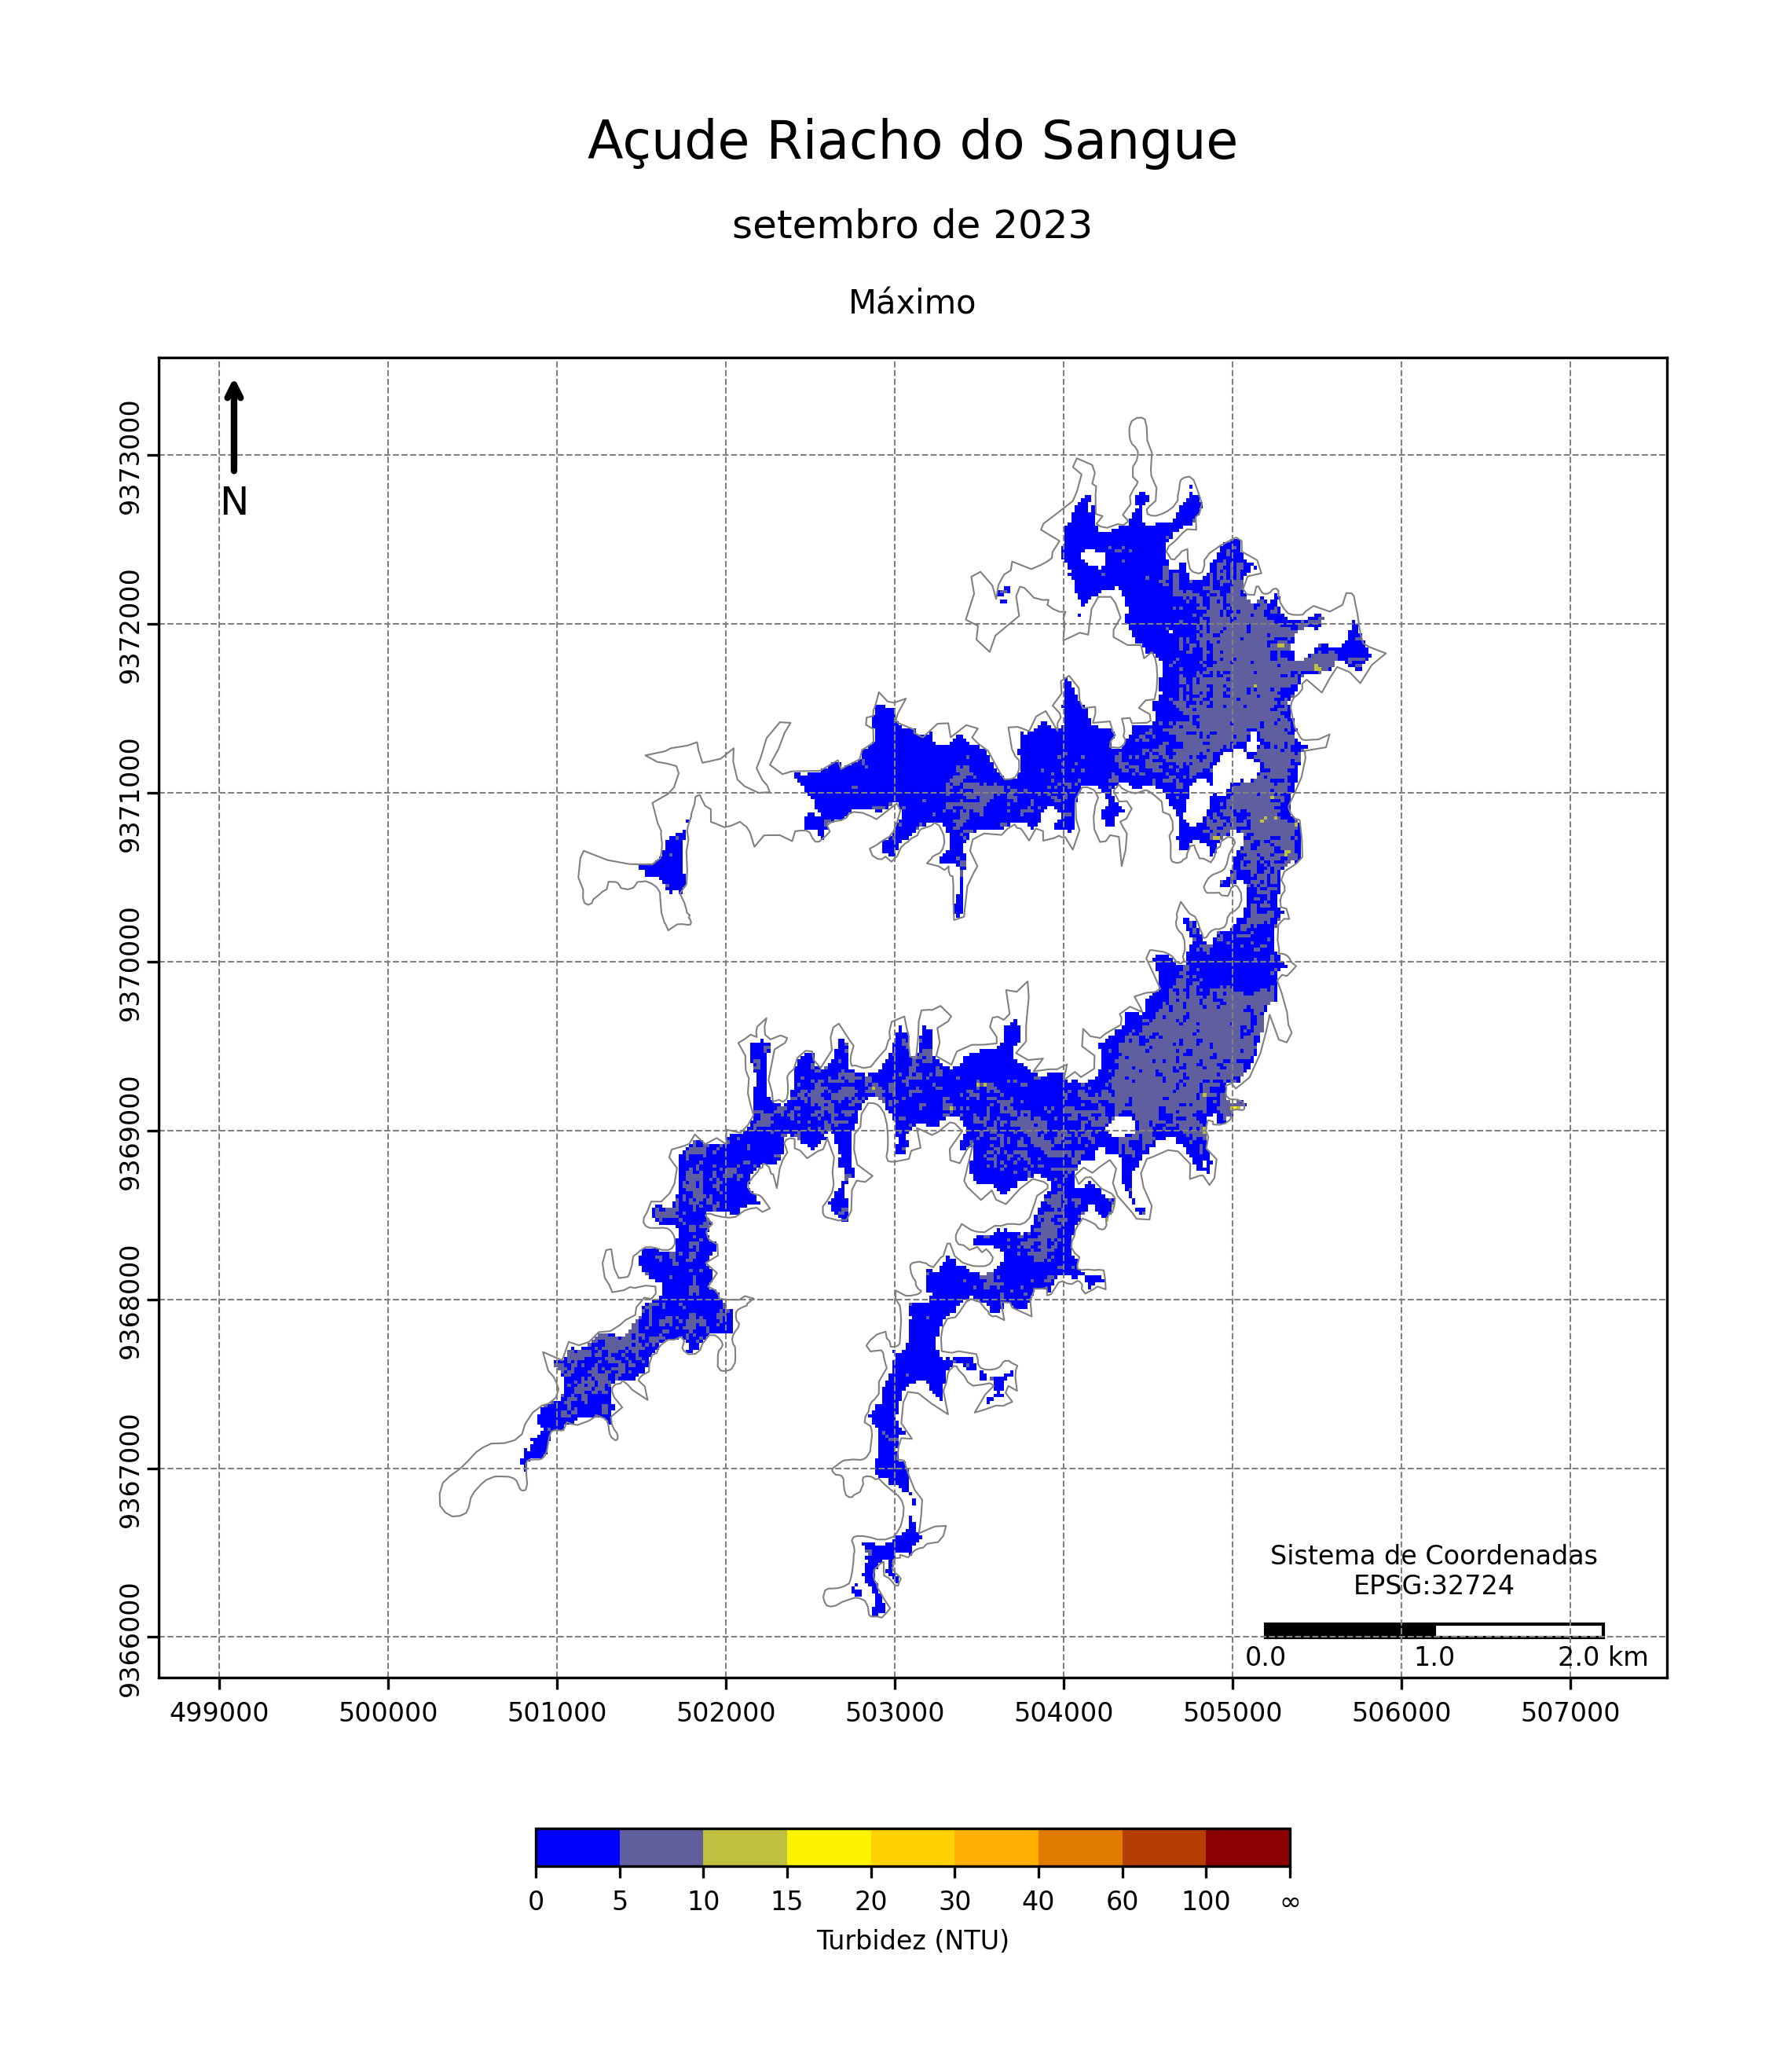 Açude Riacho do Sangue
setembro de 2023
Máximo
N
9373000
9372000
9371000
9370000
9369000
9368000
9367000
9366000
Sistema de Coordenadas
EPSG:32724
0.0 1.0 2.0 km
499000 500000 501000 502000 503000 504000 505000 506000 507000
0 5 10 15 20 30 40 60 100 ∞
Turbidez (NTU)